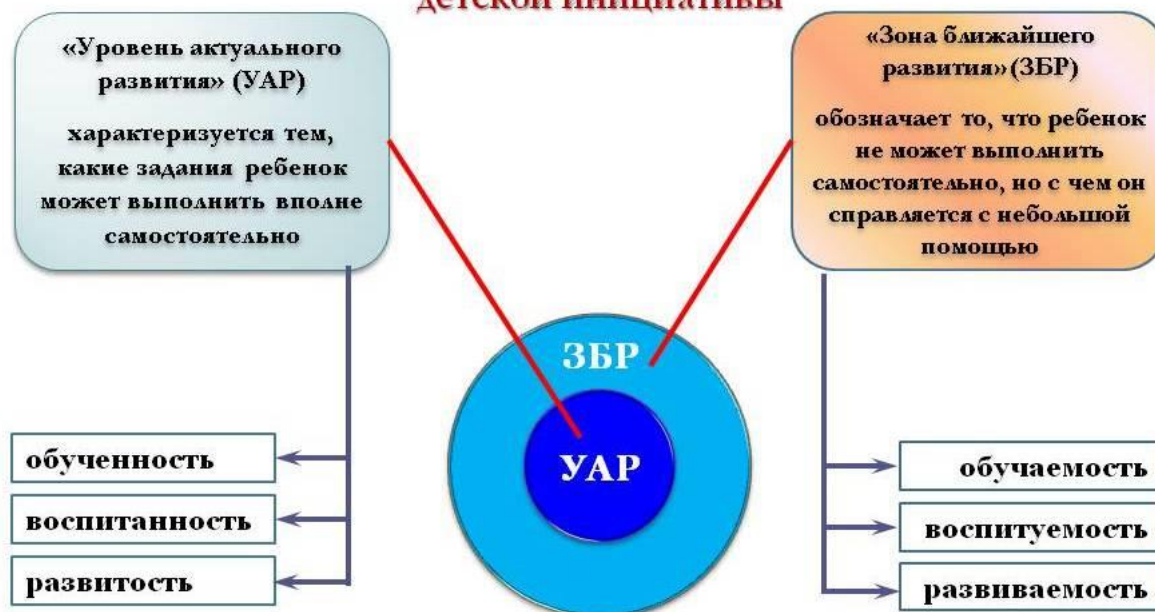 детской инициативы
«Уровень актуального
развития» (УАР)
характеризуется тем,
какие задания ребенок
может выполнить вполне
самостоятельно
«Зона ближайшего
развития» (ЗБР)
обозначает то, что ребенок
не может выполнить
самостоятельно, но с чем он
справляется с небольшой
помощью
ЗБР
УАР
обученность
воспитанность
развитость
обучаемость
воспитуемость
развиваемость